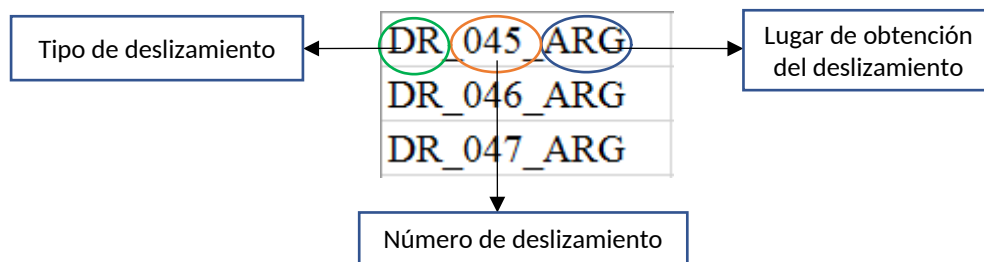 Tipo de deslizamiento
DR_045_ARG
DR_046_ARG
DR_047_ARG
Lugar de obtención
del deslizamiento
Número de deslizamiento